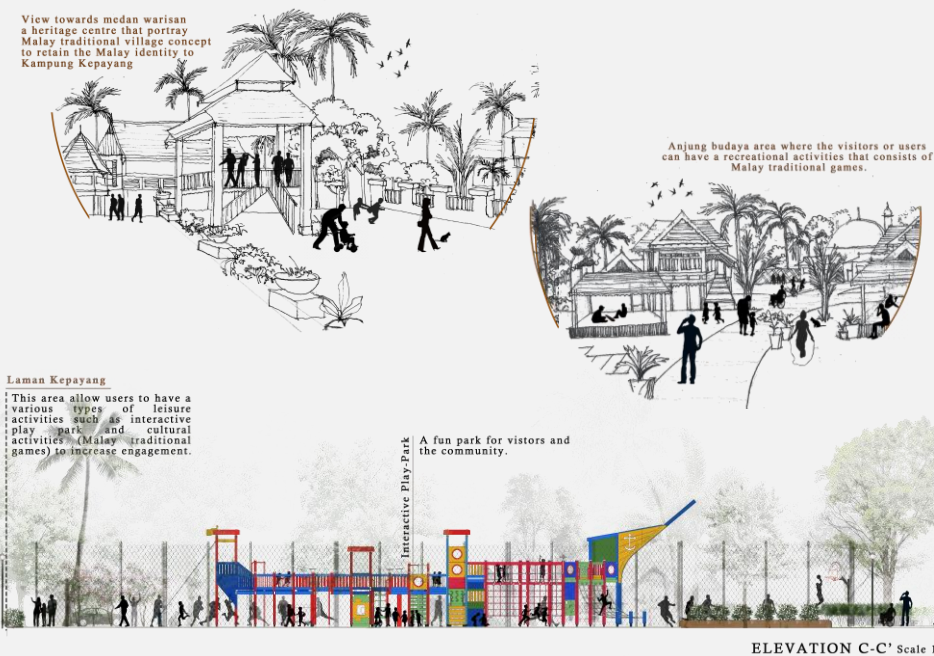 View towards medan warisan
a heritage centre that portray
Malay traditional village concept
to retain the Malay identity to
Kampung Kepayang
Anjung budaya area where the visitors or users
can have a recreational activities that consists of
Malay traditional games.
Laman Kepayang
This area allow users to have a
various types of leisure
activities such as interactive
play park and cultural
activities (Malay traditional
games) to increase engagement.
Interactive Play-Park
A fun park for vistors and
the community.
ELEVATION C-C' Scale